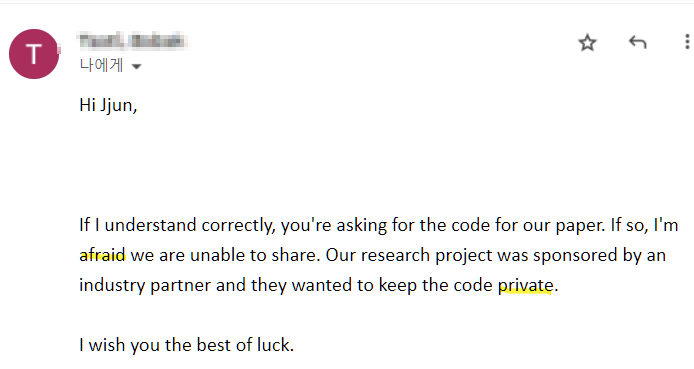 T
나에게
Hi Jjun,
If I understand correctly, you're asking for the code for our paper. If so, I'm
afraid we are unable to share. Our research project was sponsored by an
industry partner and they wanted to keep the code private.
I wish you the best of luck.